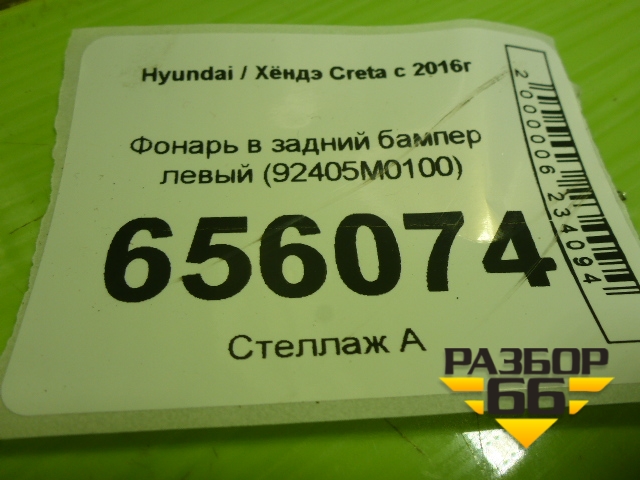 Hyundai / Хёндэ Creta с 2016г
Фонарь в задний бампер
левый (92405M0100)
656074
Стеллаж А
2000006234094
РАЗБОР
66